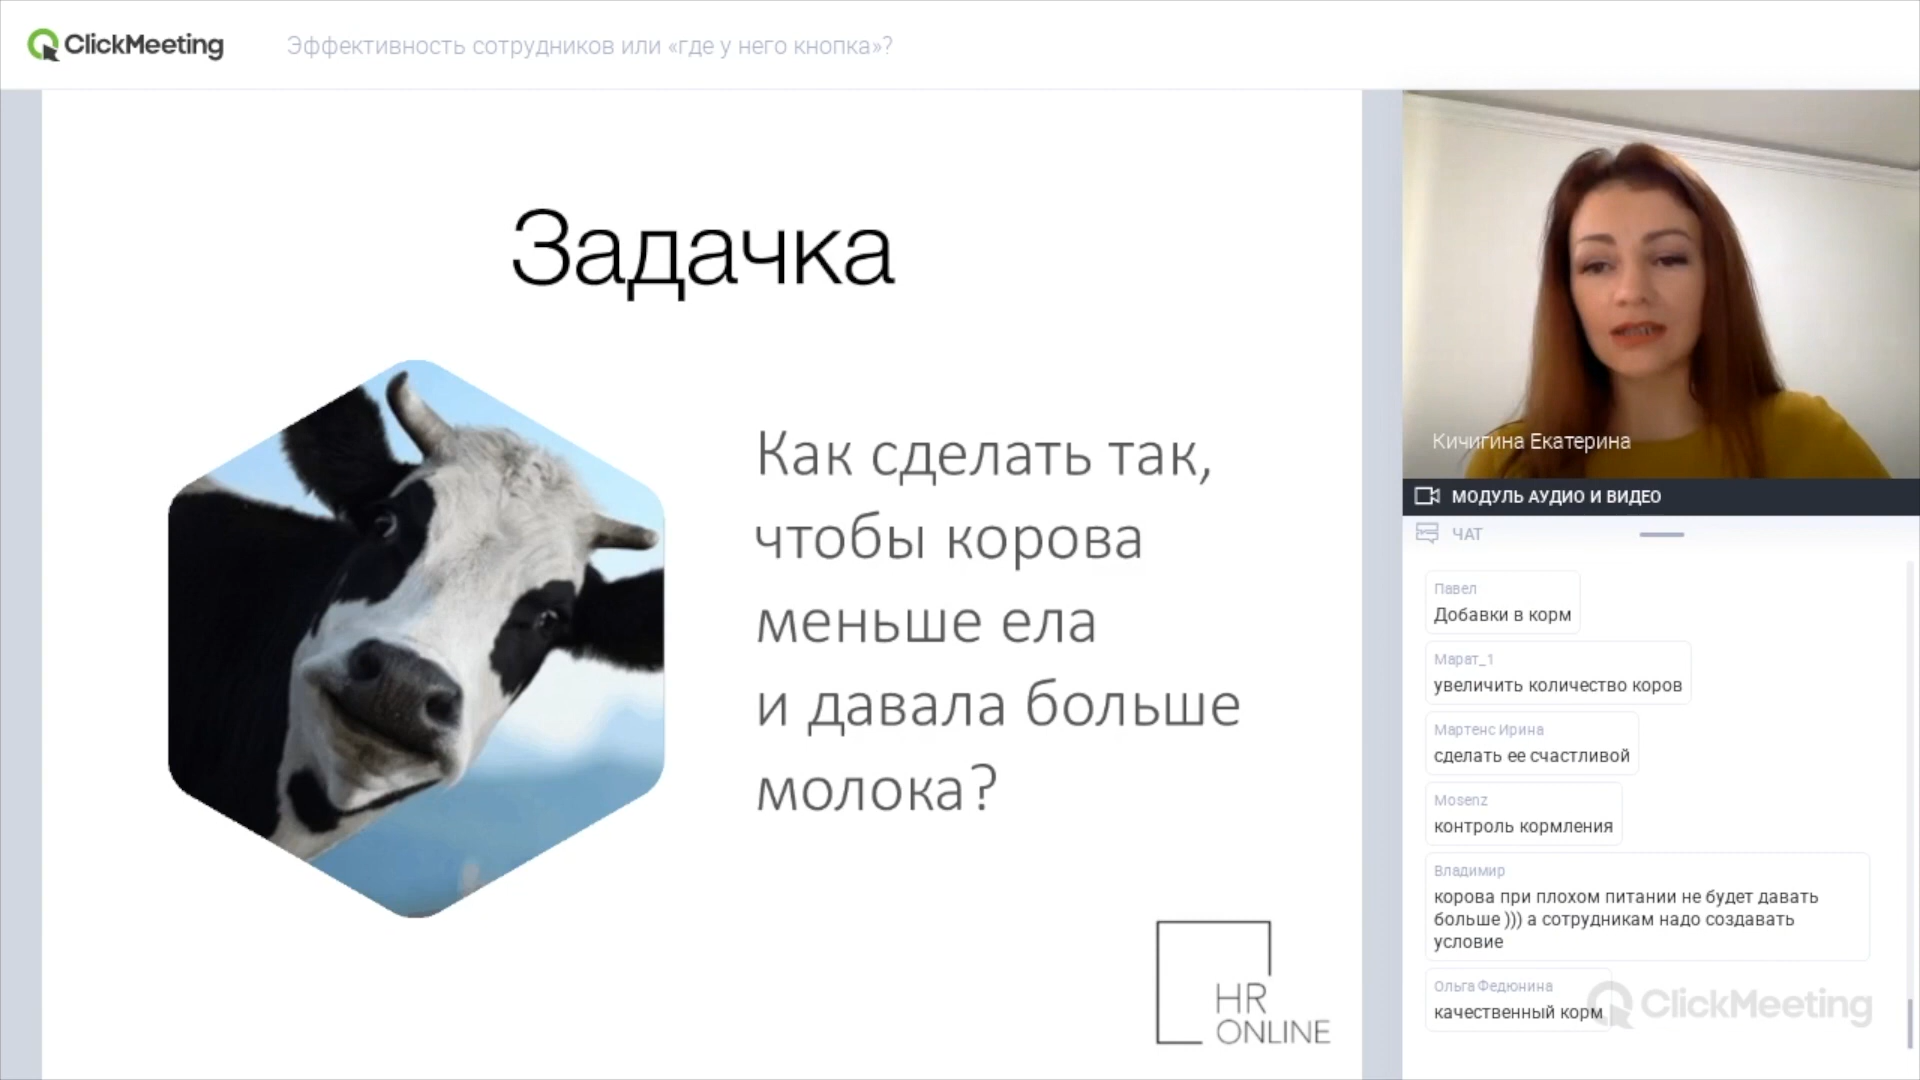 ClickMeeting
Эффективность сотрудников или «где у него кнопка»?
Задачка
Как сделать так,
чтобы корова
меньше ела
и давала больше
молока?
HR
ONLINE
Кичигина Екатерина
МОДУЛЬ АУДИО И ВИДЕО
ЧАТ
Павел
Добавки в корм
Марат_1
увеличить количество коров
Мартенс Ирина
сделать ее счастливой
Mosenz
контроль кормления
Владимир
корова при плохом питании не будет давать
больше ))) а сотрудникам надо создавать
условие
Ольга Федюнина
качественный корм
ClickMeeting